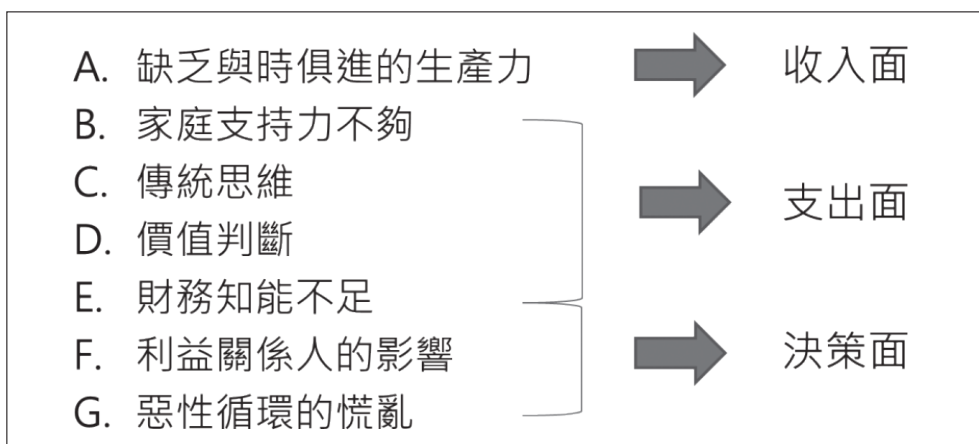 A. 缺乏與時俱進的生產力 收入面
B. 家庭支持力不夠
C. 傳統思維
支出面
D. 價值判斷
E. 財務知能不足
F. 利益關係人的影響 決策面
G. 惡性循環的慌亂